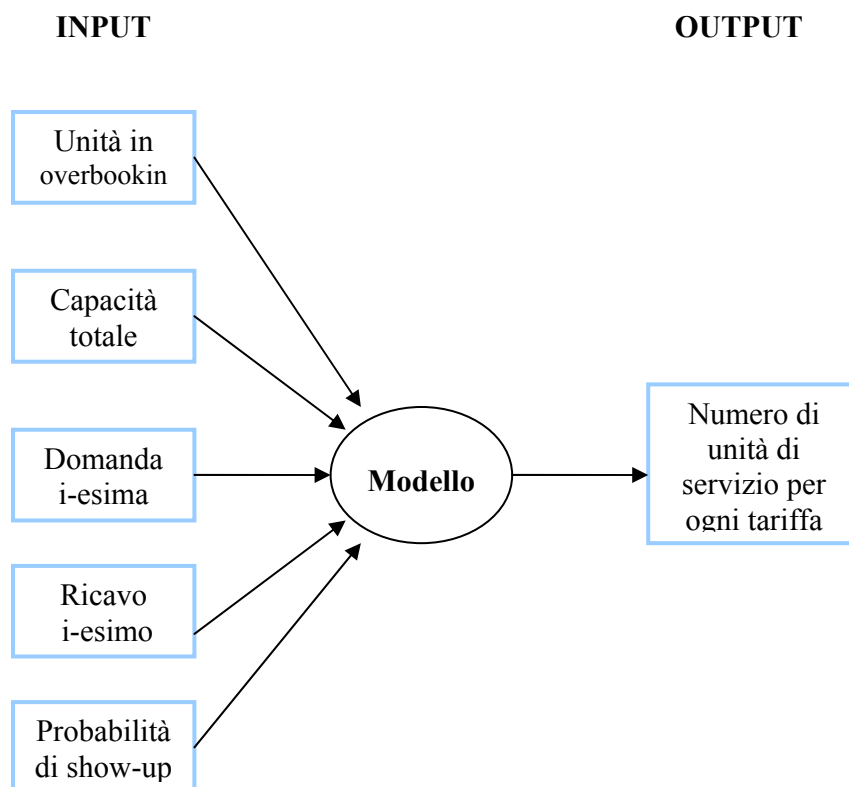 INPUT
OUTPUT
Unità in
overbookin
Capacità
totale
Domanda
i-esima
Modello
Numero di
unità di
servizio per
ogni tariffa
Ricavo
i-esimo
Probabilità
di show-up